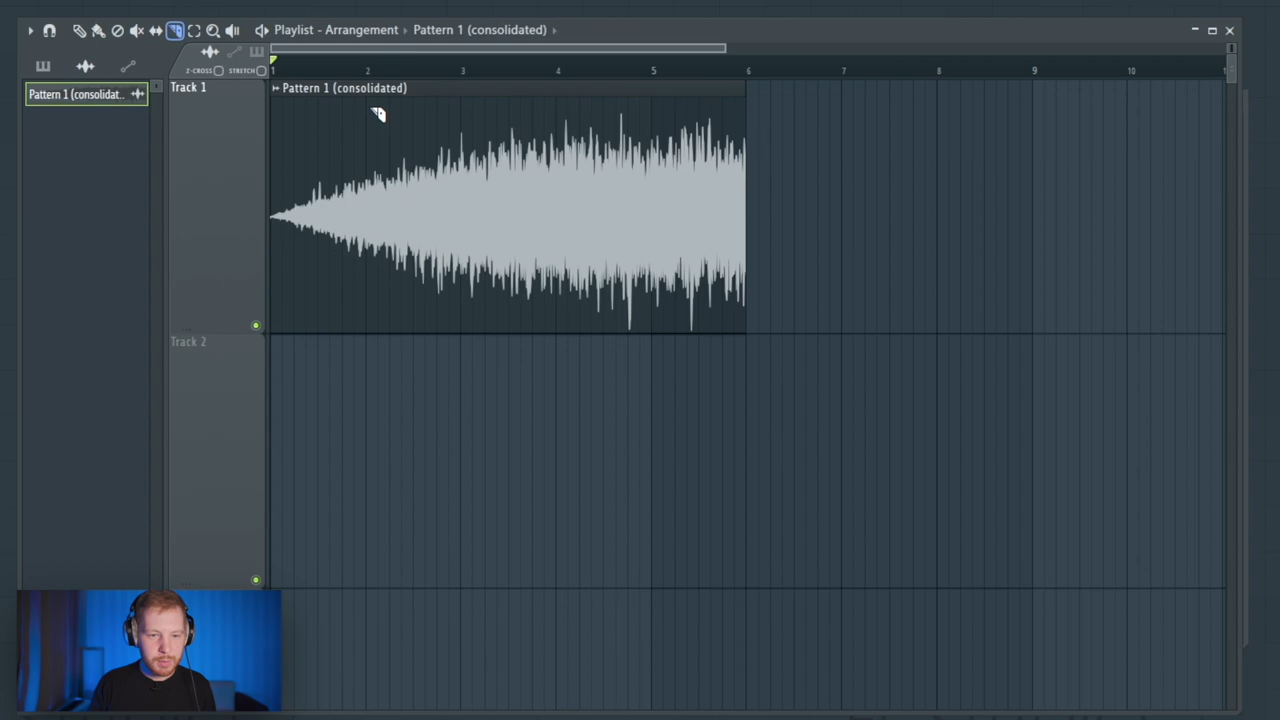 Playlist - Arrangement › Pattern 1 (consolidated) ›
Z-CROSS STRETCH
1 2 3 4 5 6 7 8 9 10
Pattern 1 (consolidat..
Track 1
Pattern 1 (consolidated)
Track 2